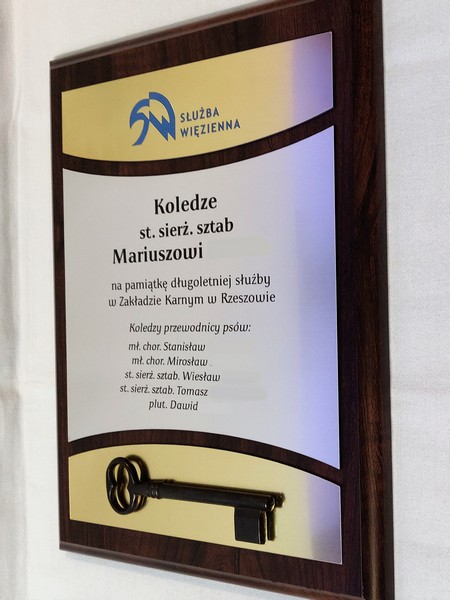 SŁUŻBA
WIĘZIENNA
Koledze
st. sierż. sztab
Mariuszowi
na pamiątkę długoletniej służby
w Zakładzie Karnym w Rzeszowie
Koledzy przewodnicy psów:
mł. chor. Stanisław
mł. chor. Mirosław
st. sierż. sztab. Wiesław
st. sierż. sztab. Tomasz
plut. Dawid